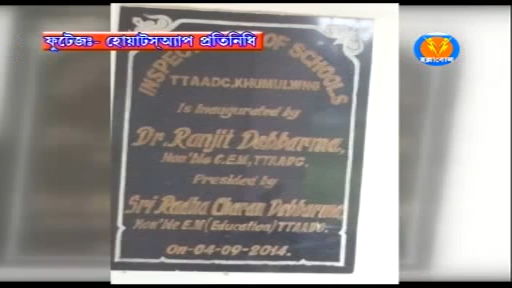 ফুটেজঃ- হোয়াটসঅ্যাপ প্রতিনিধি
OF SCHOOLS
TTAADC, KHUMULWNG
Is Inaugurated by
Dr. Ranjit Debbarma,
Hon'ble C.E.M, TTAADC.
Presided by
Sri Radha Charan Debbarma
Hon'ble E.M (Education) TTAADC.
On-04-09-2014.